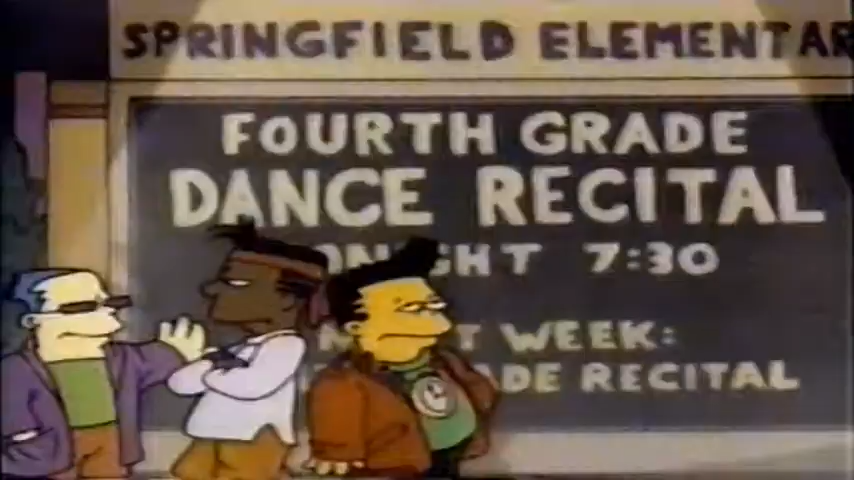 SPRINGFIELD ELEMENTAR
FOURTH GRADE
DANCE RECITAL
7:30
WEEK:
RECITAL